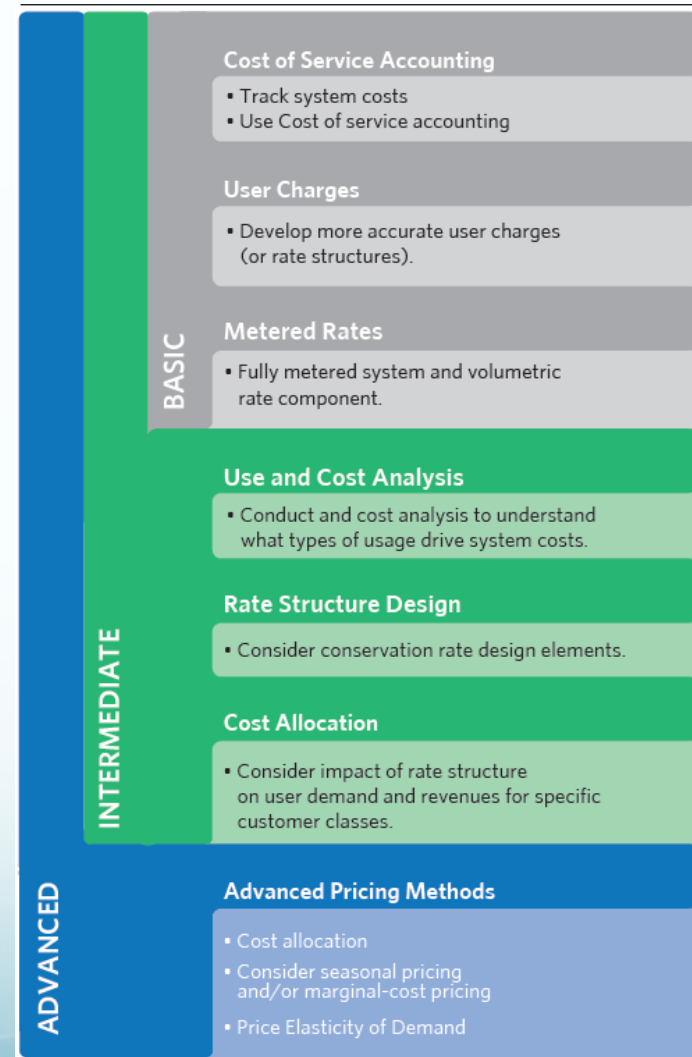 Cost of Service Accounting
▪ Track system costs
▪ Use Cost of service accounting
User Charges
▪ Develop more accurate user charges
(or rate structures).
Metered Rates
▪ Fully metered system and volumetric
rate component.
BASIC
Use and Cost Analysis
▪ Conduct and cost analysis to understand
what types of usage drive system costs.
Rate Structure Design
▪ Consider conservation rate design elements.
Cost Allocation
▪ Consider impact of rate structure
on user demand and revenues for specific
customer classes.
INTERMEDIATE
Advanced Pricing Methods
▪ Cost allocation
▪ Consider seasonal pricing
and/or marginal-cost pricing
▪ Price Elasticity of Demand
ADVANCED